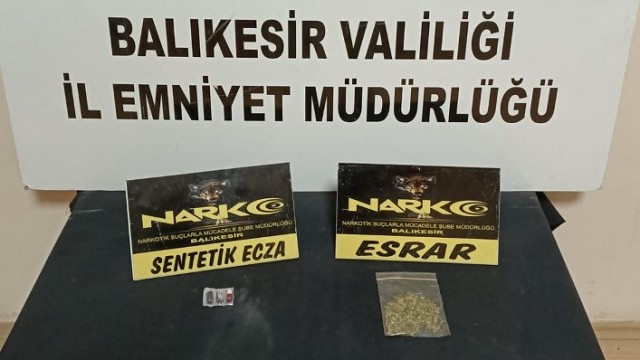 BALIKESİR VALİLİĞİ
İL EMNİYET MÜDÜRLÜĞÜ
NARKO
NARKOTİK SUÇLARLA MÜCADELE ŞUBE MÜDÜRLÜĞÜ
BALIKESİR
SENTETİK ECZA
NARKO
NARKOTİK SUÇLARLA MÜCADELE ŞUBE MÜDÜRLÜĞÜ
BALIKESİR
ESRAR